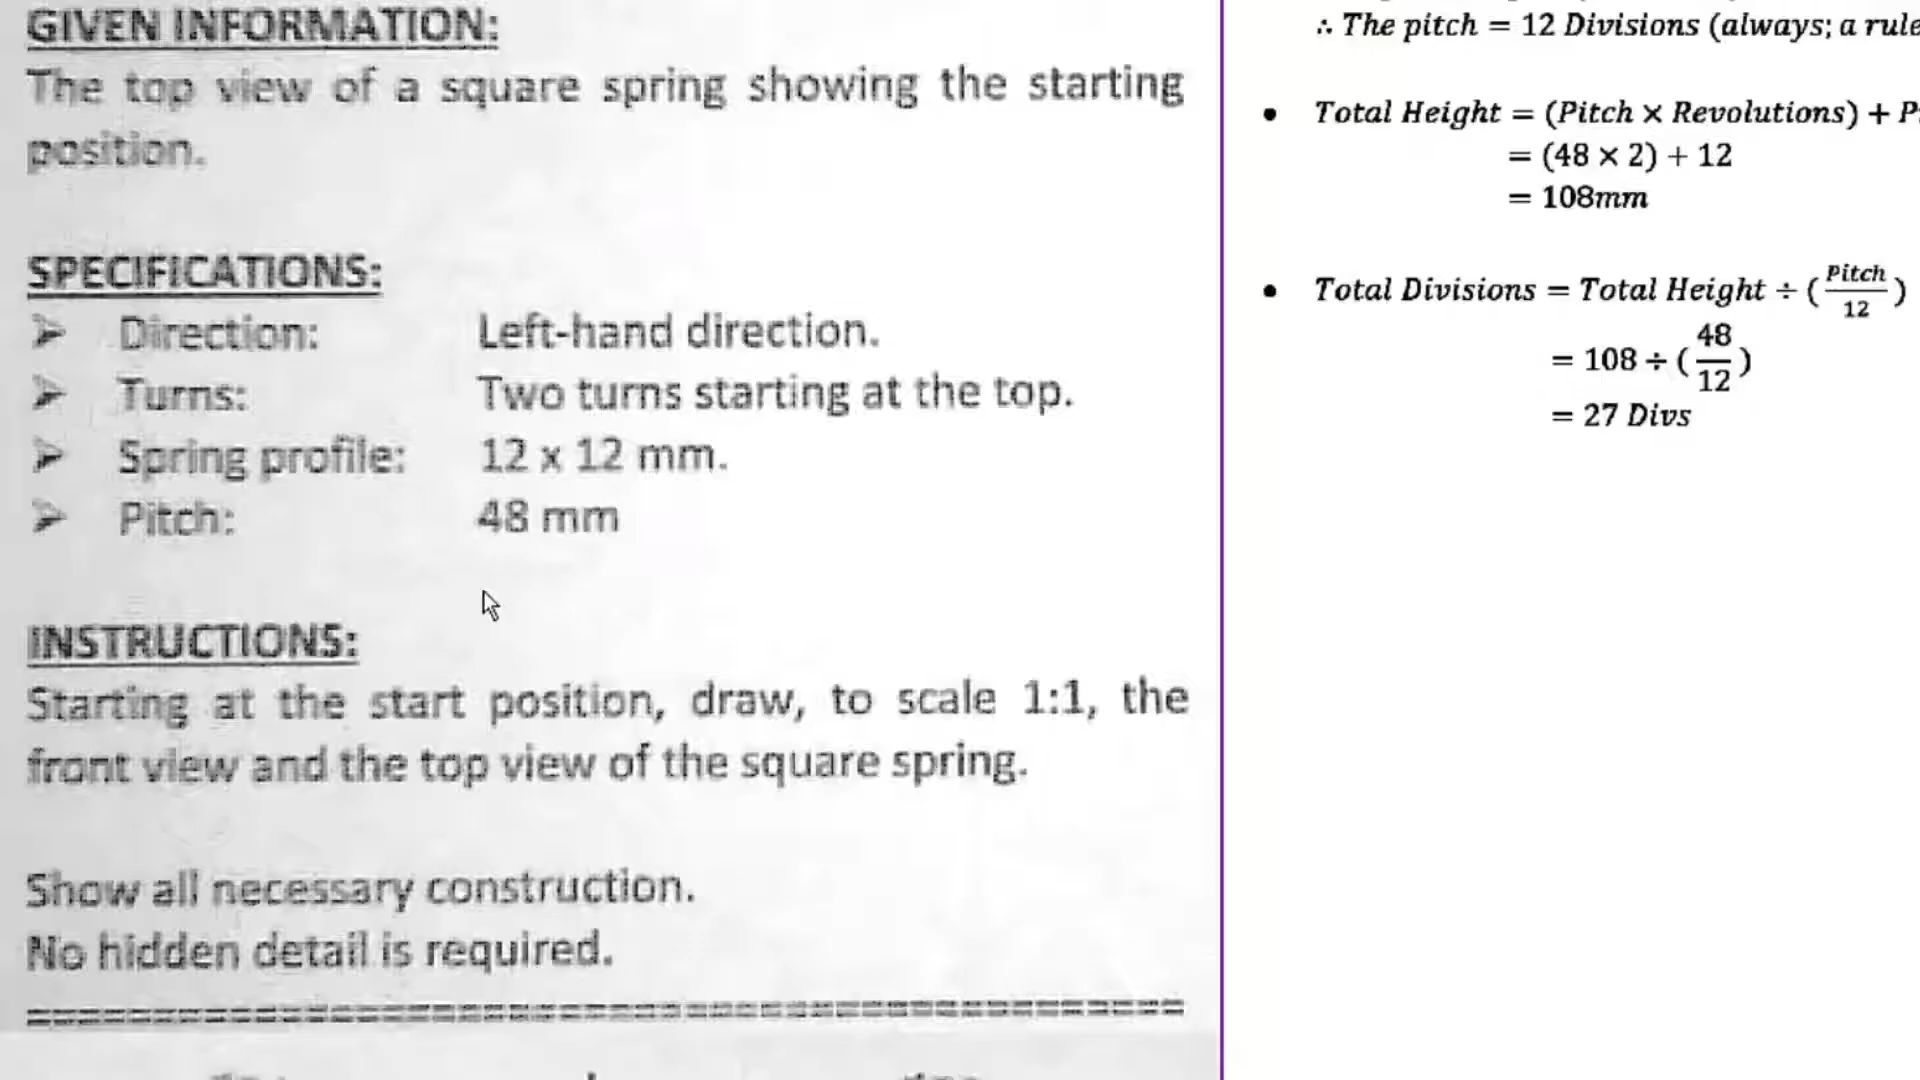 GIVEN INFORMATION:
The top view of a square spring showing the starting
position.
SPECIFICATIONS:
➢ Direction: Left-hand direction.
➢ Turns: Two turns starting at the top.
➢ Spring profile: 12 x 12 mm.
➢ Pitch: 48 mm
INSTRUCTIONS:
Starting at the start position, draw, to scale 1:1, the
front view and the top view of the square spring.
Show all necessary construction.
No hidden detail is required.
∴ The pitch = 12 Divisions (always; a rule
• Total Height = (Pitch × Revolutions) + P
= (48 × 2) + 12
= 108mm
• Total Divisions = Total Height ÷ (Pitch/12)
= 108 ÷ (48/12)
= 27 Divs